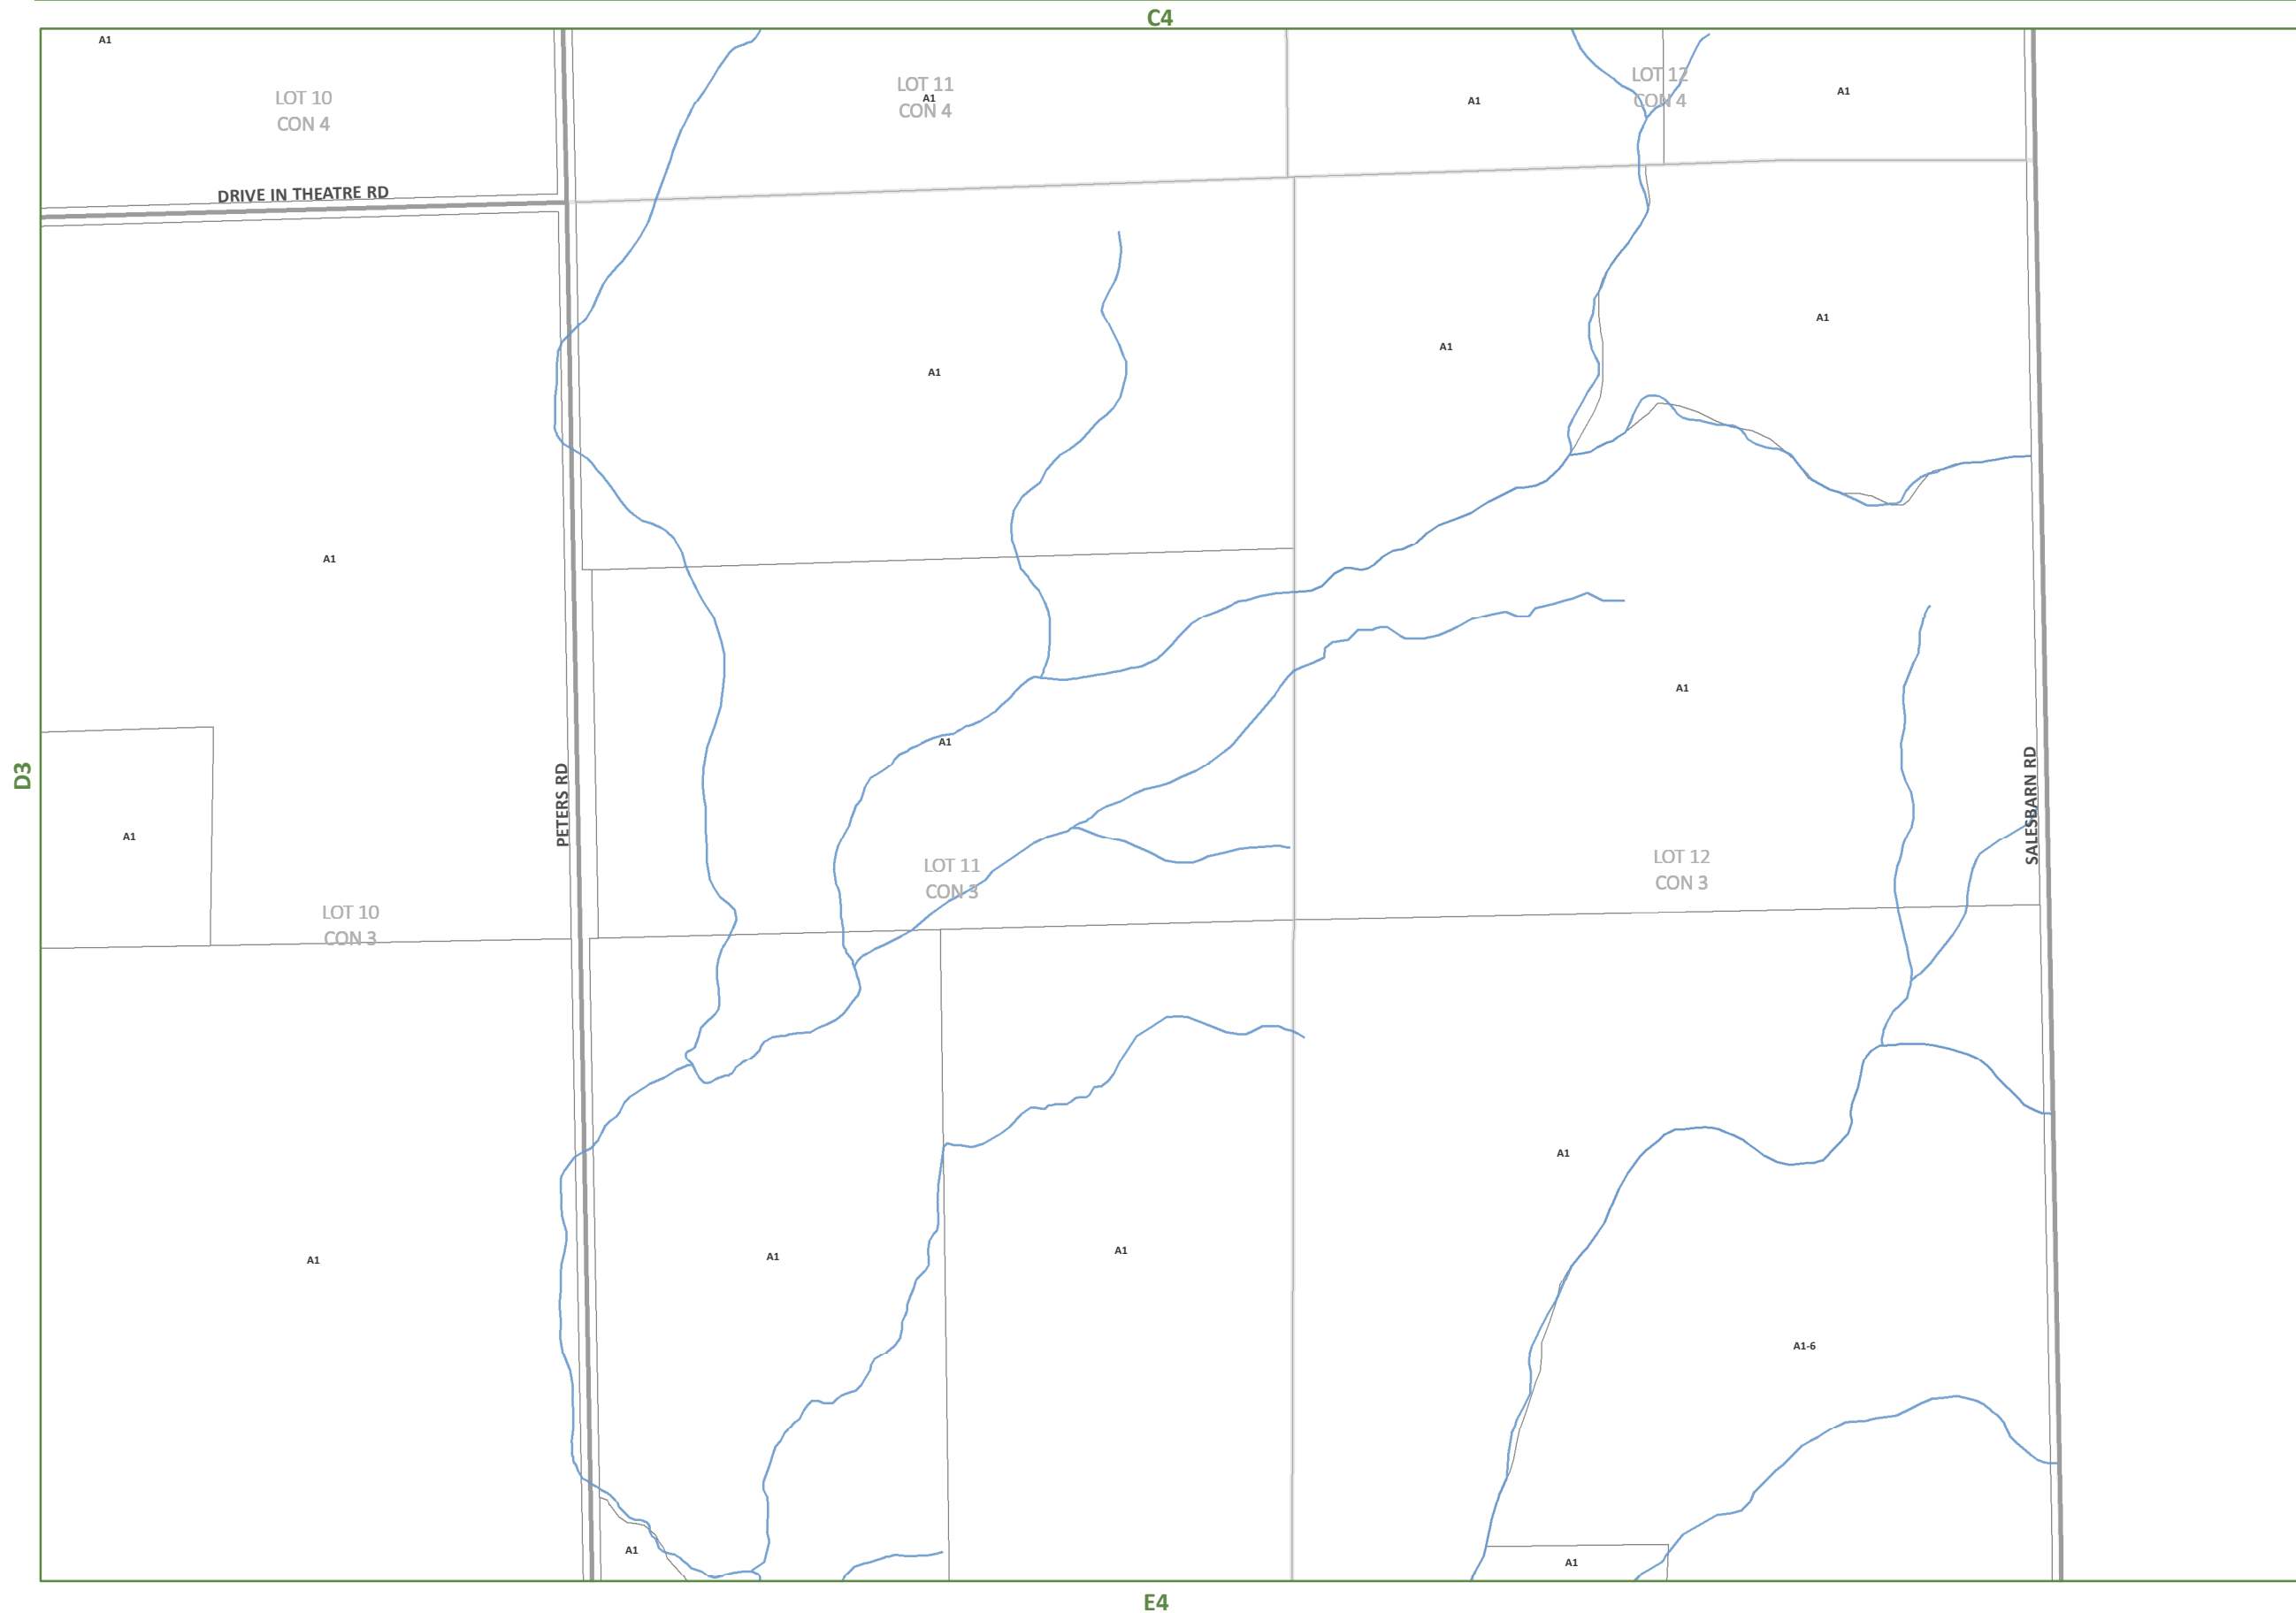 C4
A1
LOT 10
CON 4
LOT 11
A1
CON 4
A1
LOT 12
CON 4
A1
DRIVE IN THEATRE RD
A1
A1
A1
A1
A1
D3
PETERS RD
A1
SALESBARN RD
A1
LOT 11
CON 3
LOT 12
CON 3
LOT 10
CON 3
A1
A1
A1
A1
A1-6
A1
A1
E4